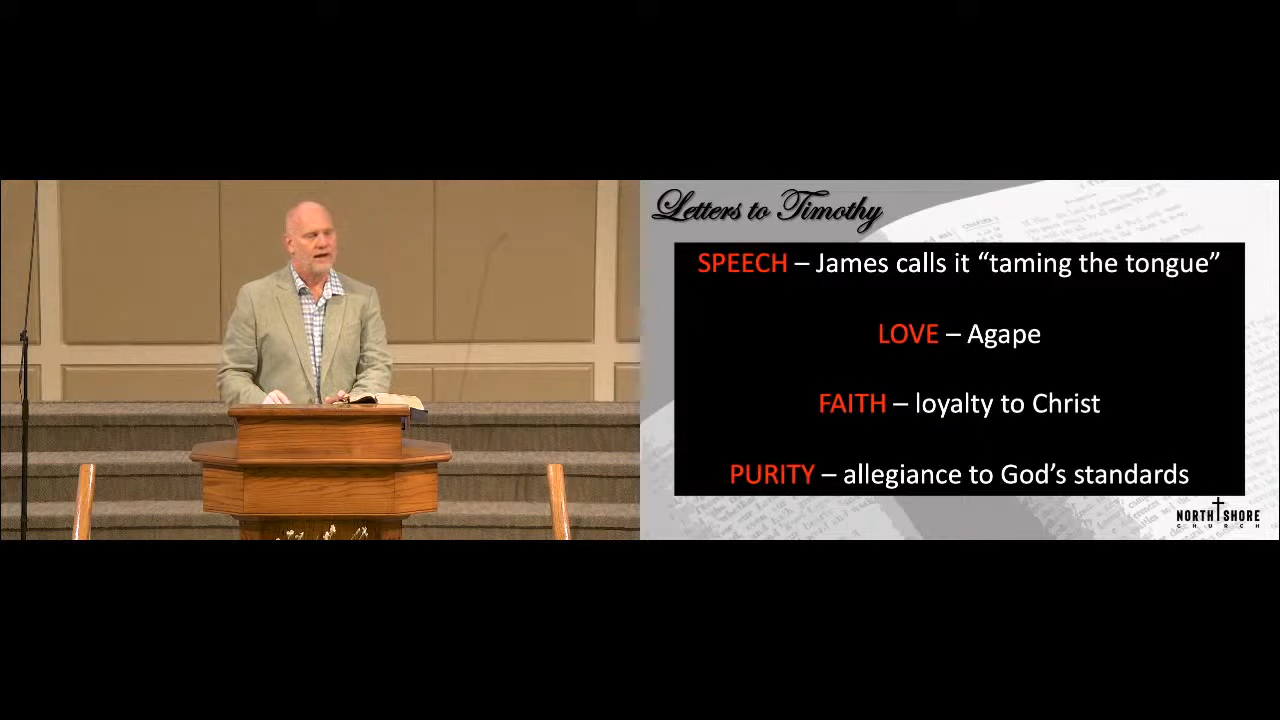 Letters to Timothy
SPEECH – James calls it “taming the tongue”
LOVE – Agape
FAITH – loyalty to Christ
PURITY – allegiance to God’s standards
NORTH SHORE
CHURCH